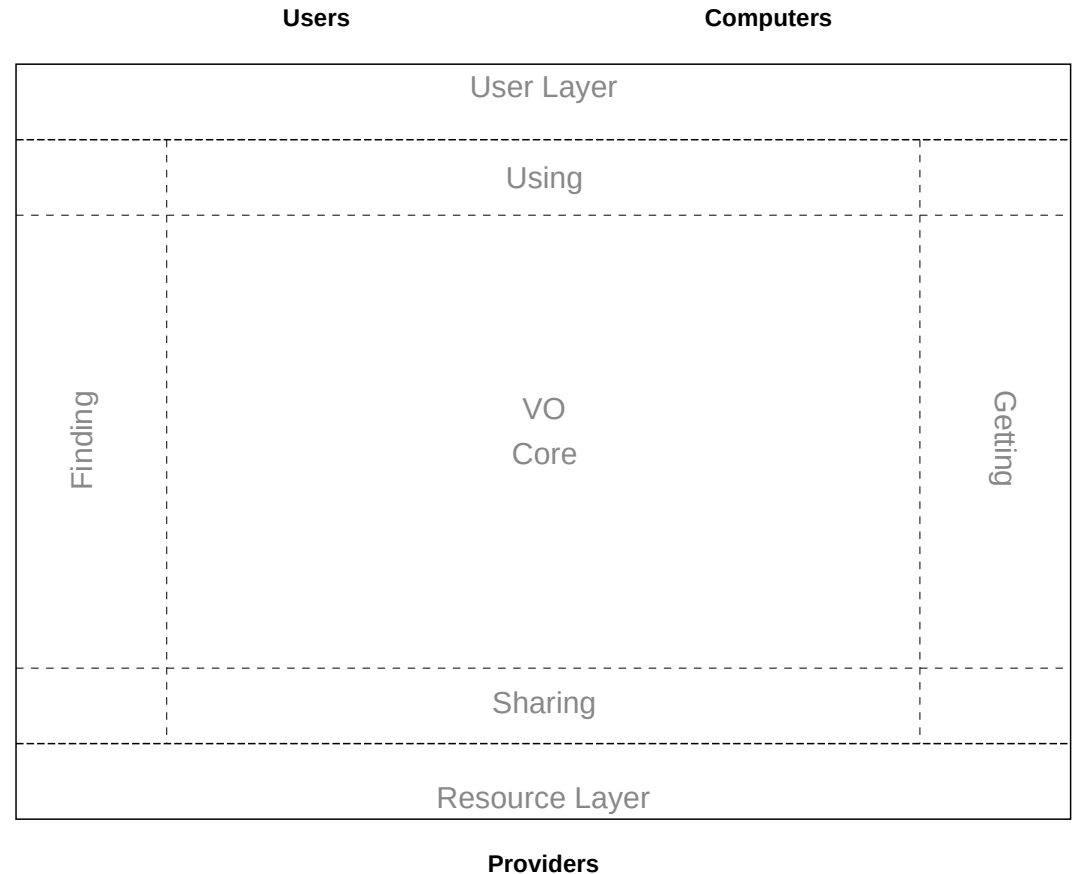 Users
Computers
User Layer
Using
Finding
VO
Core
Getting
Sharing
Resource Layer
Providers